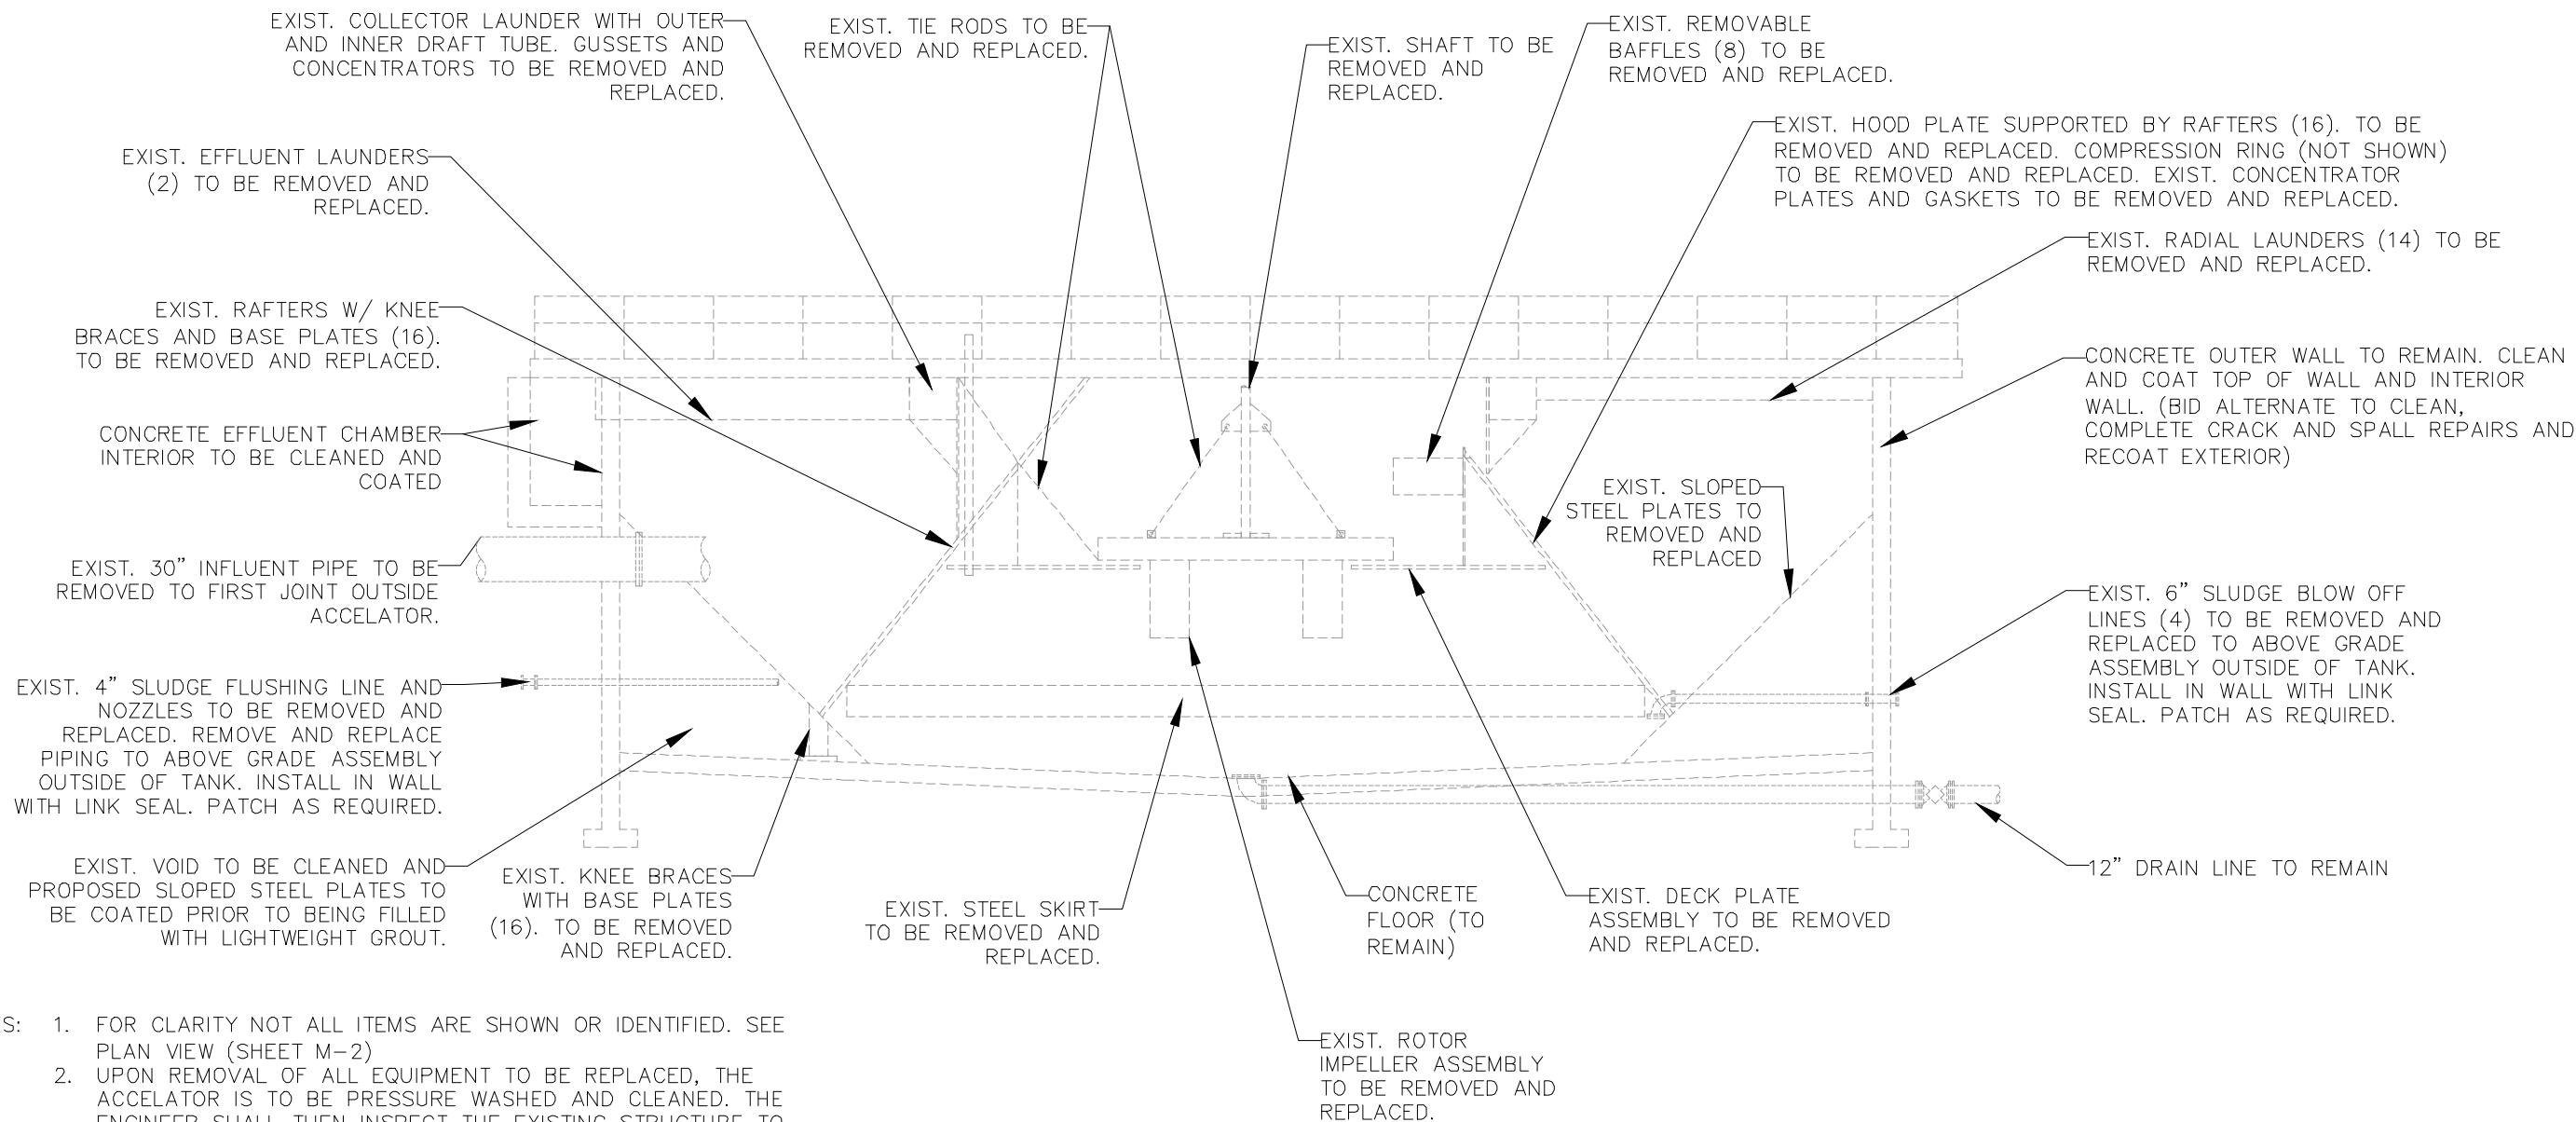 EXIST. COLLECTOR LAUNDER WITH OUTER
AND INNER DRAFT TUBE. GUSSETS AND
CONCENTRATORS TO BE REMOVED AND
REPLACED.
EXIST. TIE RODS TO BE
REMOVED AND REPLACED.
EXIST. SHAFT TO BE
REMOVED AND
REPLACED.
EXIST. REMOVABLE
BAFFLES (8) TO BE
REMOVED AND REPLACED.
EXIST. HOOD PLATE SUPPORTED BY RAFTERS (16). TO BE
REMOVED AND REPLACED. COMPRESSION RING (NOT SHOWN)
TO BE REMOVED AND REPLACED. EXIST. CONCENTRATOR
PLATES AND GASKETS TO BE REMOVED AND REPLACED.
EXIST. EFFLUENT LAUNDERS
(2) TO BE REMOVED AND
REPLACED.
EXIST. RADIAL LAUNDERS (14) TO BE
REMOVED AND REPLACED.
EXIST. RAFTERS W/ KNEE
BRACES AND BASE PLATES (16).
TO BE REMOVED AND REPLACED.
CONCRETE OUTER WALL TO REMAIN. CLEAN
AND COAT TOP OF WALL AND INTERIOR
WALL. (BID ALTERNATE TO CLEAN,
COMPLETE CRACK AND SPALL REPAIRS AND
RECOAT EXTERIOR)
CONCRETE EFFLUENT CHAMBER
INTERIOR TO BE CLEANED AND
COATED
EXIST. SLOPED
STEEL PLATES TO
REMOVED AND
REPLACED
EXIST. 30" INFLUENT PIPE TO BE
REMOVED TO FIRST JOINT OUTSIDE
ACCELATOR.
EXIST. 6" SLUDGE BLOW OFF
LINES (4) TO BE REMOVED AND
REPLACED TO ABOVE GRADE
ASSEMBLY OUTSIDE OF TANK.
INSTALL IN WALL WITH LINK
SEAL. PATCH AS REQUIRED.
EXIST. 4" SLUDGE FLUSHING LINE AND
NOZZLES TO BE REMOVED AND
REPLACED. REMOVE AND REPLACE
PIPING TO ABOVE GRADE ASSEMBLY
OUTSIDE OF TANK. INSTALL IN WALL
WITH LINK SEAL. PATCH AS REQUIRED.
EXIST. VOID TO BE CLEANED AND
PROPOSED SLOPED STEEL PLATES TO
BE COATED PRIOR TO BEING FILLED
WITH LIGHTWEIGHT GROUT.
EXIST. KNEE BRACES
WITH BASE PLATES
(16). TO BE REMOVED
AND REPLACED.
EXIST. STEEL SKIRT
TO BE REMOVED AND
REPLACED.
CONCRETE
FLOOR (TO
REMAIN)
EXIST. DECK PLATE
ASSEMBLY TO BE REMOVED
AND REPLACED.
12" DRAIN LINE TO REMAIN
EXIST. ROTOR
IMPELLER ASSEMBLY
TO BE REMOVED AND
REPLACED.
ES: 1. FOR CLARITY NOT ALL ITEMS ARE SHOWN OR IDENTIFIED. SEE
PLAN VIEW (SHEET M-2)
2. UPON REMOVAL OF ALL EQUIPMENT TO BE REPLACED, THE
ACCELATOR IS TO BE PRESSURE WASHED AND CLEANED. THE
ENGINEER SHALL THEN INSPECT THE EXISTING STRUCTURE TO